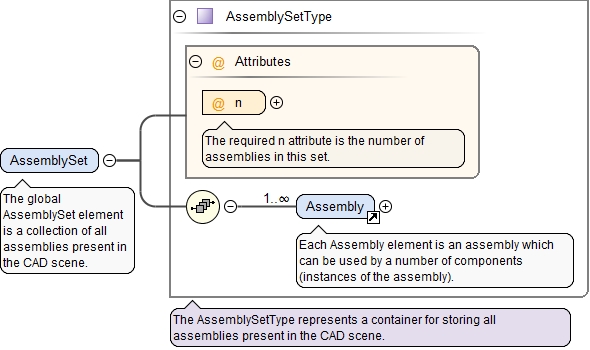 AssemblySetType
@ Attributes
@ n
The required n attribute is the number of
assemblies in this set.
AssemblySet
The global
AssemblySet element
is a collection of all
assemblies present in
the CAD scene.
1..∞
Assembly
Each Assembly element is an assembly which
can be used by a number of components
(instances of the assembly).
The AssemblySetType represents a container for storing all
assemblies present in the CAD scene.